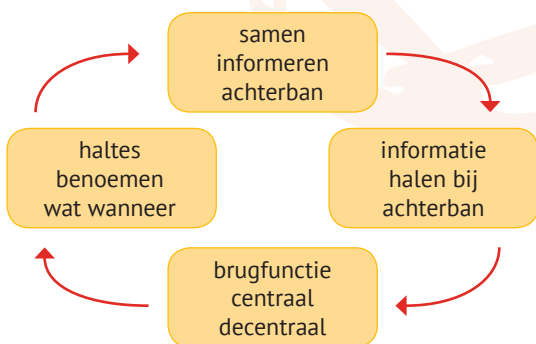 samen
informeren
achterban
informatie
halen bij
achterban
brugfunctie
centraal
decentraal
haltes
benoemen
wat wanneer